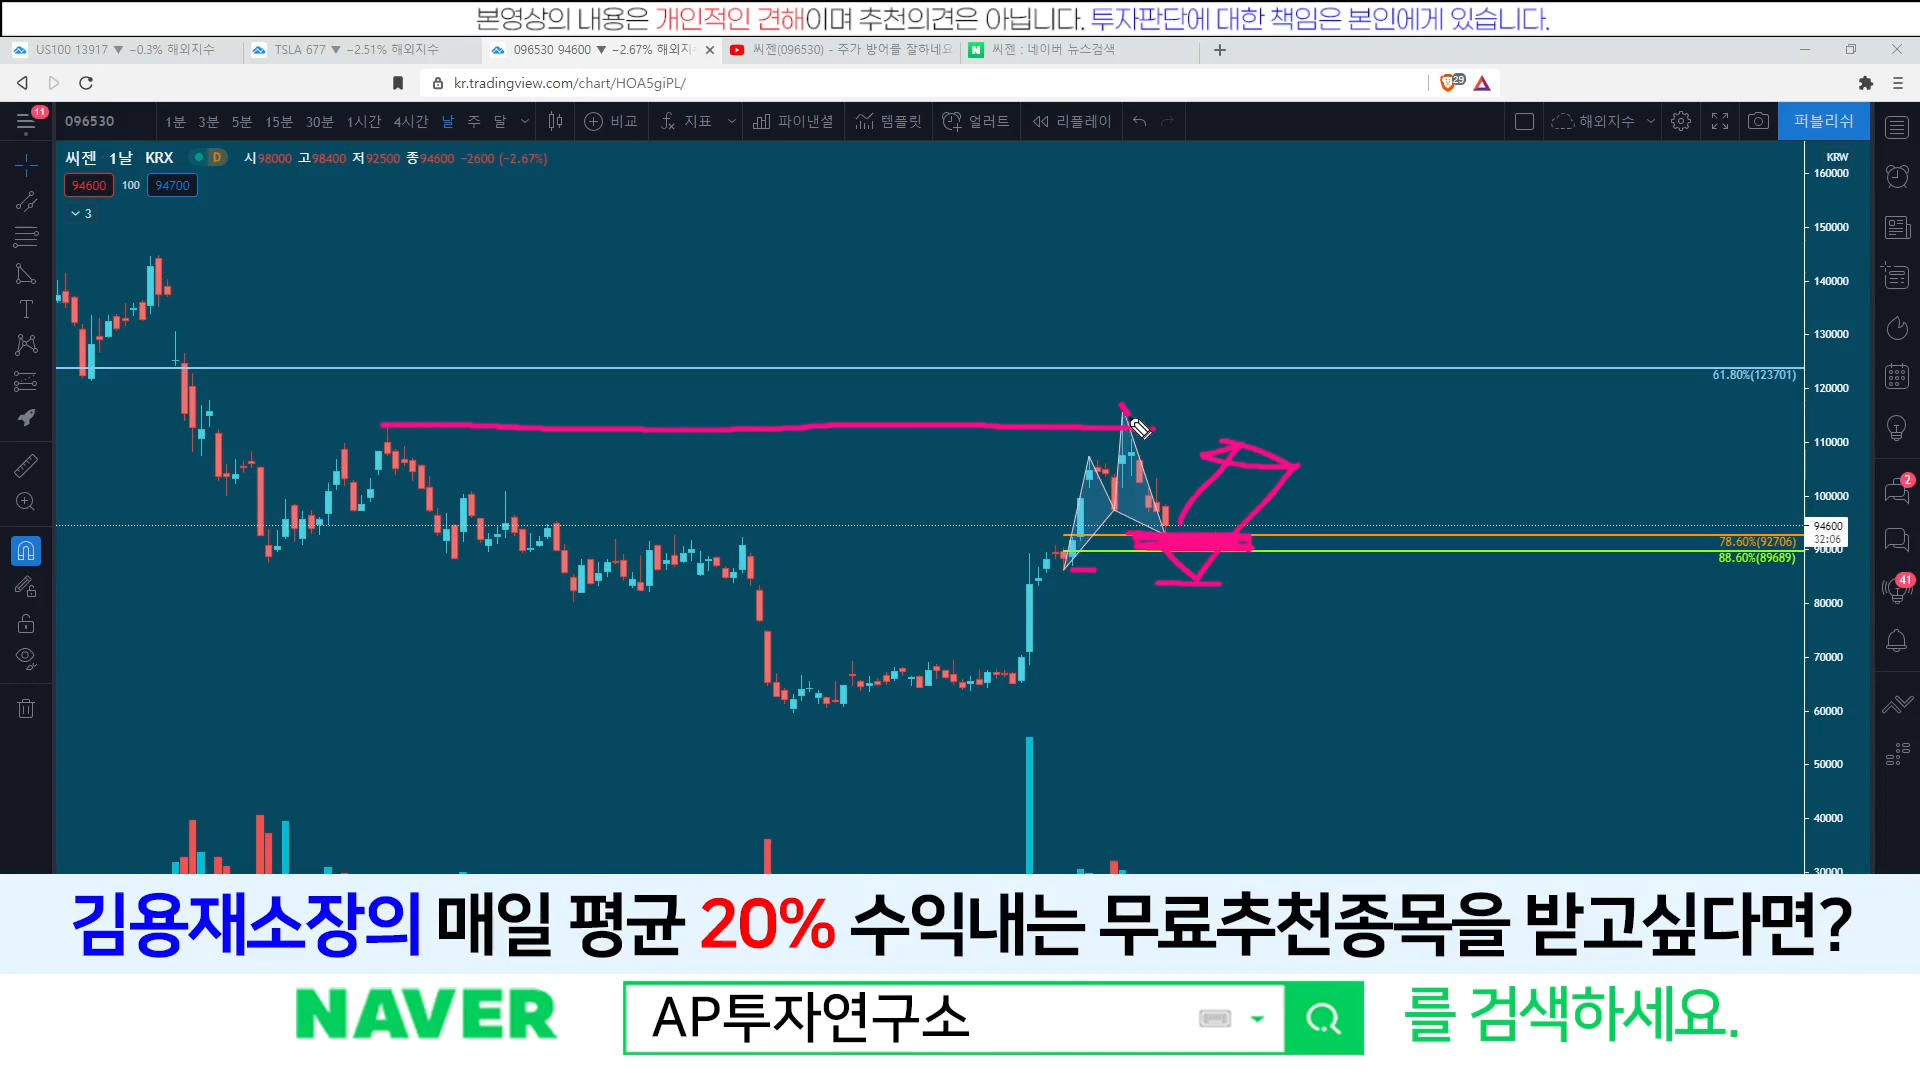 본영상의 내용은 개인적인 견해이며 추천의견은 아닙니다. 투자판단에 대한 책임은 본인에게 있습니다.
US100 13917 ▼ −0.3% 해외지수
TSLA 677 ▼ −2.51% 해외지수
096530 94600 ▼ −2.67% 해외지
씨젠(096530) - 주가 방어를 잘하네요
씨젠 : 네이버 뉴스검색
kr.tradingview.com/chart/HOA5giPL/
29
11
096530
1분 3분 5분 15분 30분 1시간 4시간 날 주 달
비교
지표
파이낸셜
템플릿
얼러트
리플레이
해외지수
퍼블리쉬
씨젠 1날 KRX
D
시98000 고98400 저92500 종94600 −2600 (−2.67%)
94600 100 94700
3
KRW
160000
150000
140000
130000
61.80%(123701)
120000
110000
100000
94600
32:06
78.60%(92706)
90000
88.60%(89689)
80000
70000
60000
50000
40000
30000
2
41
김용재소장의 매일 평균 20% 수익내는 무료추천종목을 받고싶다면?
NAVER AP투자연구소 를 검색하세요.